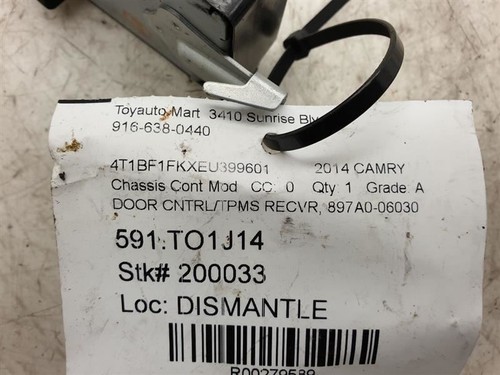 Toyauto Mart 3410 Sunrise Blv
916-638-0440
4T1BF1FKXEU399601 2014 CAMRY
Chassis Cont Mod CC: 0 Qty: 1 Grade: A
DOOR CNTRL/TPMS RECVR, 897A0-06030
591.TO1J14
Stk# 200033
Loc: DISMANTLE
R00279589